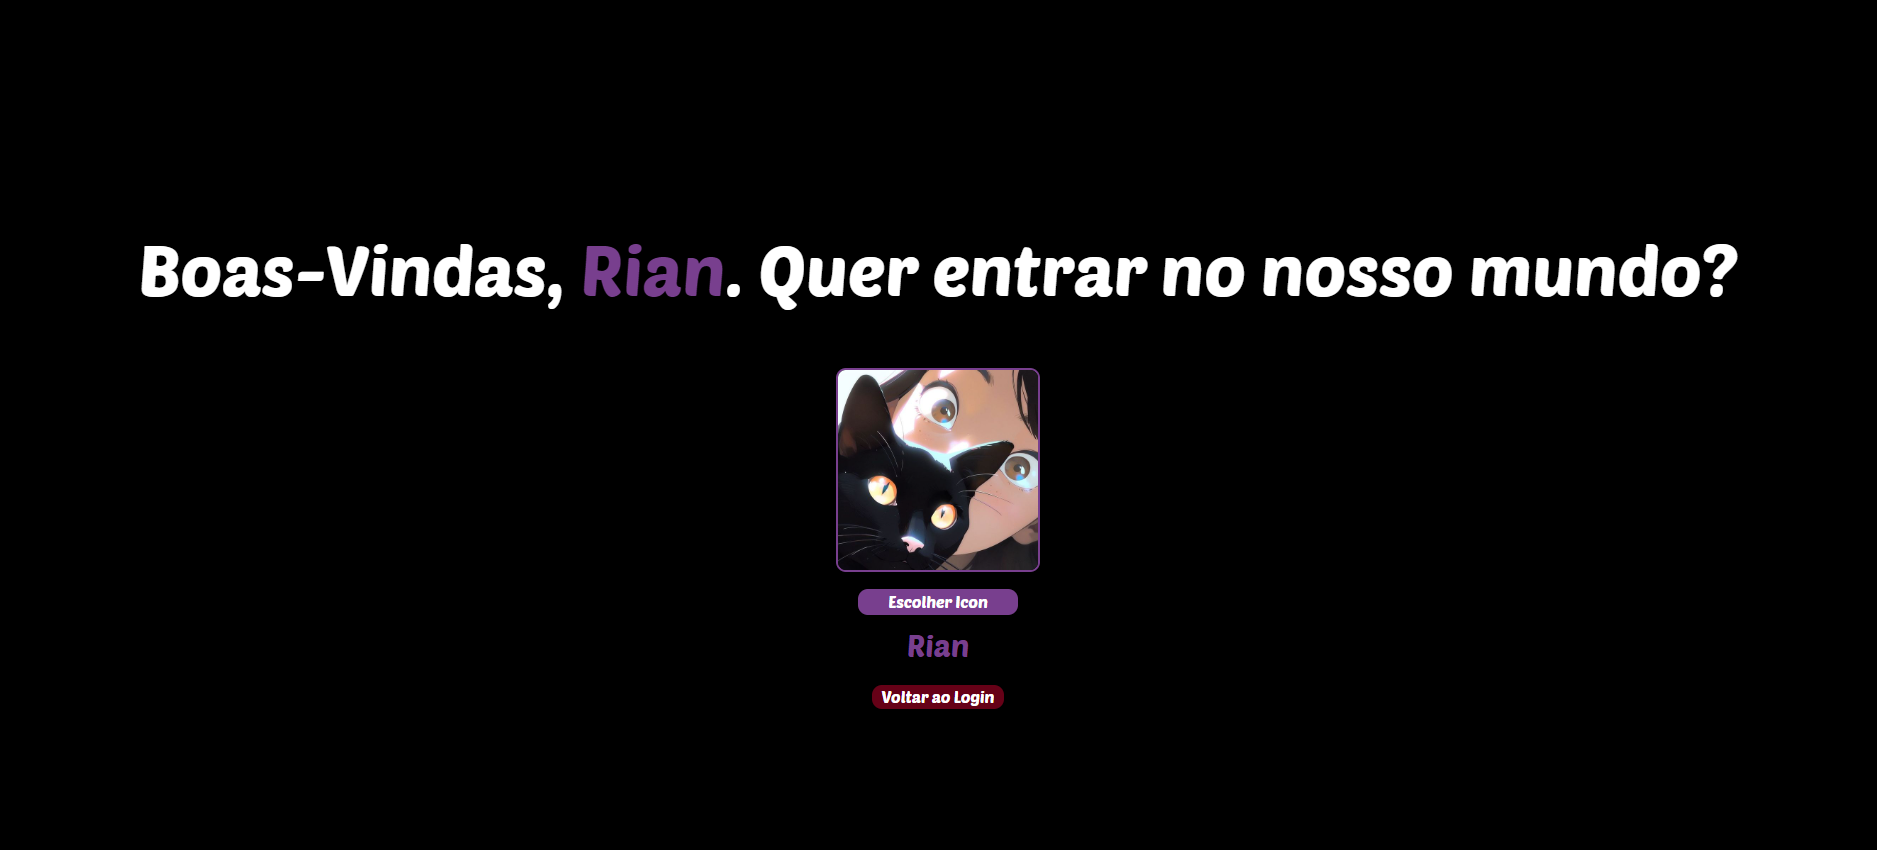 Boas-Vindas, Rian. Quer entrar no nosso mundo?
Escolher Icon
Rian
Voltar ao Login